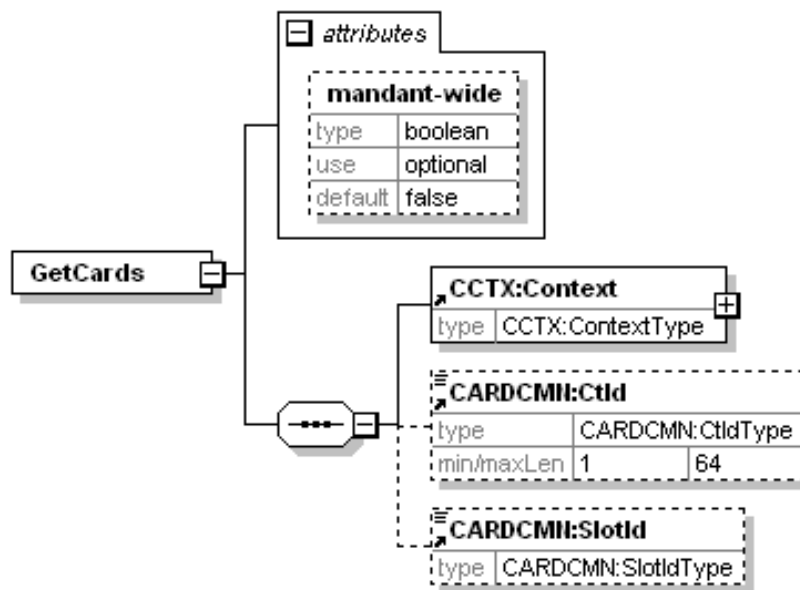 attributes
mandant-wide
type boolean
use optional
default false
GetCards
CCTX:Context
type CCTX:ContextType
CARDCMN:CtId
type CARDCMN:CtIdType
min/maxLen 1 64
CARDCMN:SlotId
type CARDCMN:SlotIdType